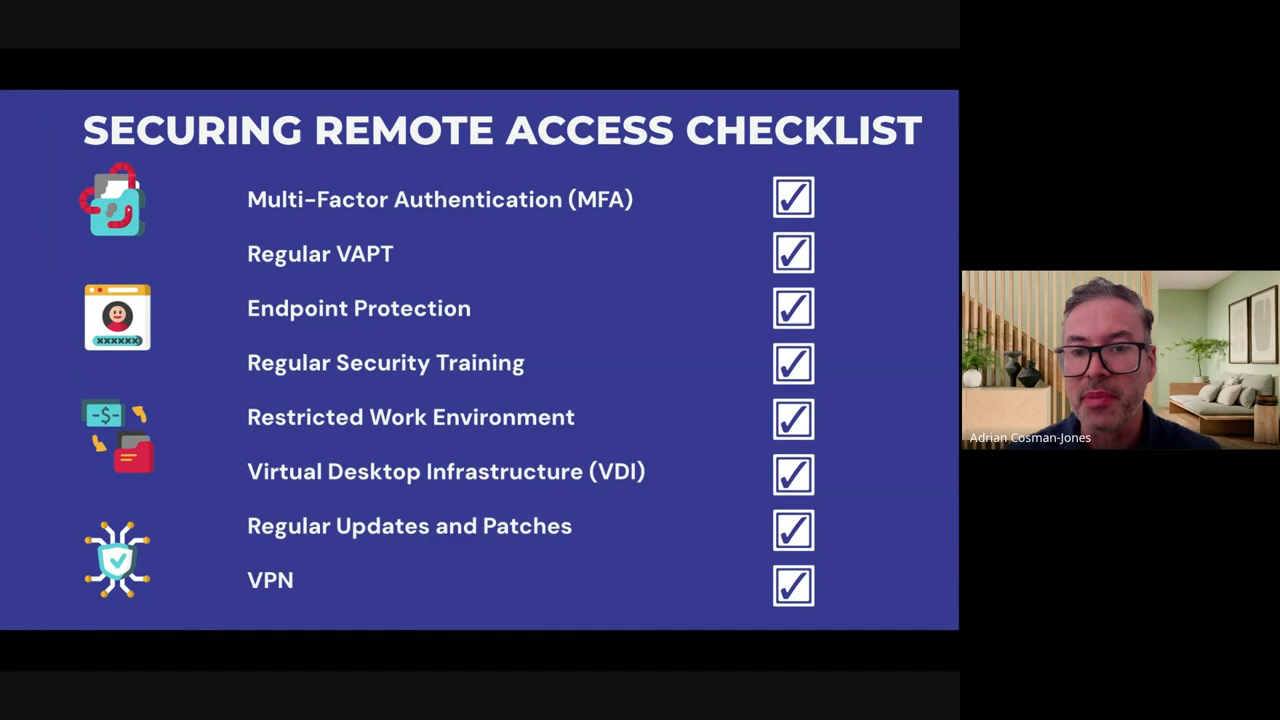 SECURING REMOTE ACCESS CHECKLIST
Multi-Factor Authentication (MFA)
Regular VAPT
Endpoint Protection
Regular Security Training
Restricted Work Environment
Virtual Desktop Infrastructure (VDI)
Regular Updates and Patches
VPN
xxxxxx
-$-
Adrian Cosman-Jones